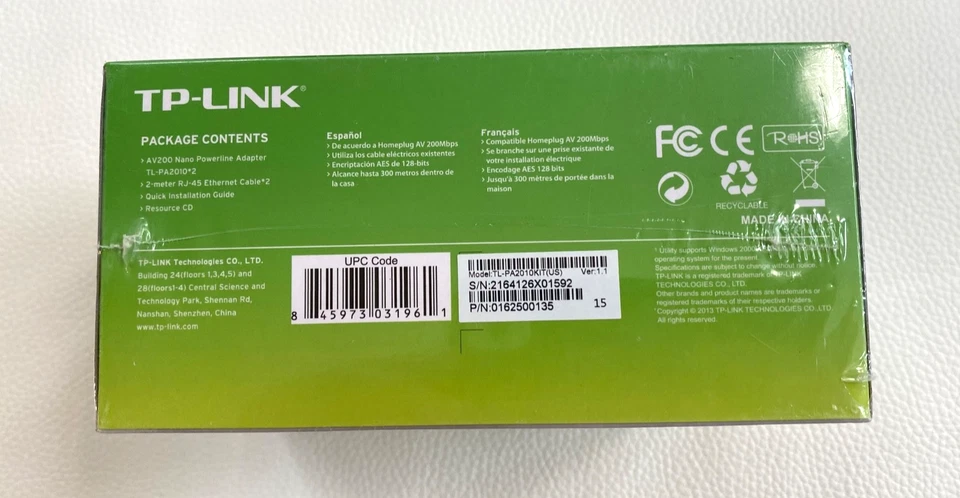 TP-LINK®
PACKAGE CONTENTS
› AV200 Nano Powerline Adapter
TL-PA2010*2
› 2-meter RJ-45 Ethernet Cable*2
› Quick Installation Guide
› Resource CD
Español
› De acuerdo a Homeplug AV 200Mbps
› Utiliza los cable eléctricos existentes
› Encriptación AES de 128-bits
› Alcance hasta 300 metros dentro de
la casa
Français
› Compatible Homeplug AV 200Mbps
› Se branche sur une prise existante de
votre installation électrique
› Encodage AES 128 bits
› Jusqu'à 300 mètres de portée dans la
maison
FC CE RoHS
RECYCLABLE
MADE IN CHINA
TP-LINK Technologies CO., LTD.
Building 24(floors 1,3,4,5) and
28(floors1-4) Central Science and
Technology Park, Shennan Rd,
Nanshan, Shenzhen, China
www.tp-link.com
UPC Code
8 45973 03196 1
Model:TL-PA2010KIT(US) Ver:1.1
S/N:2164126X01592
P/N:0162500135
15
¹ Utility supports Windows 2000
operating system for the present.
Specifications are subject to change without notice.
TP-LINK is a registered trademark of TP-LINK
TECHNOLOGIES CO., LTD.
Other brands and product names are trademarks or
registered trademarks of their respective holders.
Copyright © 2013 TP-LINK TECHNOLOGIES CO.,LTD.
All rights reserved.